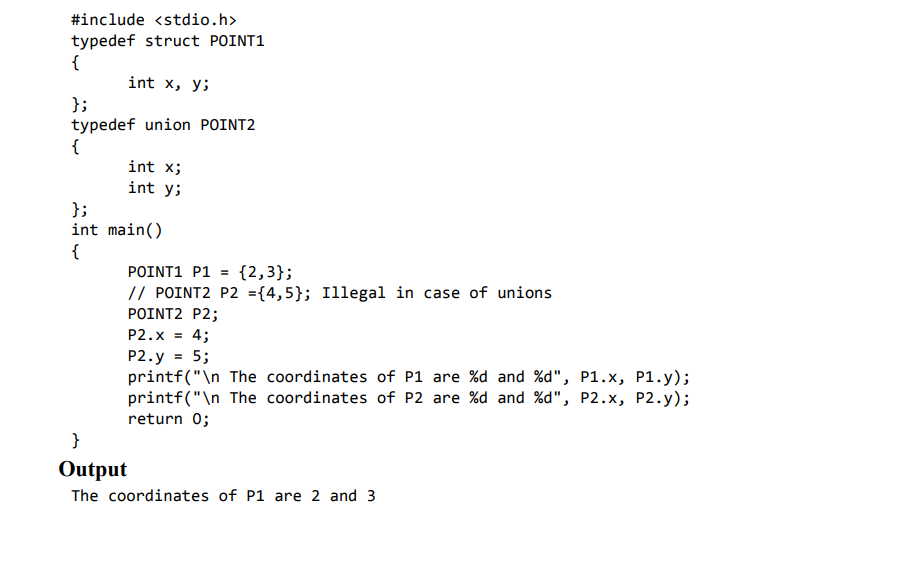 #include <stdio.h>
typedef struct POINT1
{
int x, y;
};
typedef union POINT2
{
int x;
int y;
};
int main()
{
POINT1 P1 = {2,3};
// POINT2 P2 ={4,5}; Illegal in case of unions
POINT2 P2;
P2.x = 4;
P2.y = 5;
printf("\n The coordinates of P1 are %d and %d", P1.x, P1.y);
printf("\n The coordinates of P2 are %d and %d", P2.x, P2.y);
return 0;
}
Output
The coordinates of P1 are 2 and 3